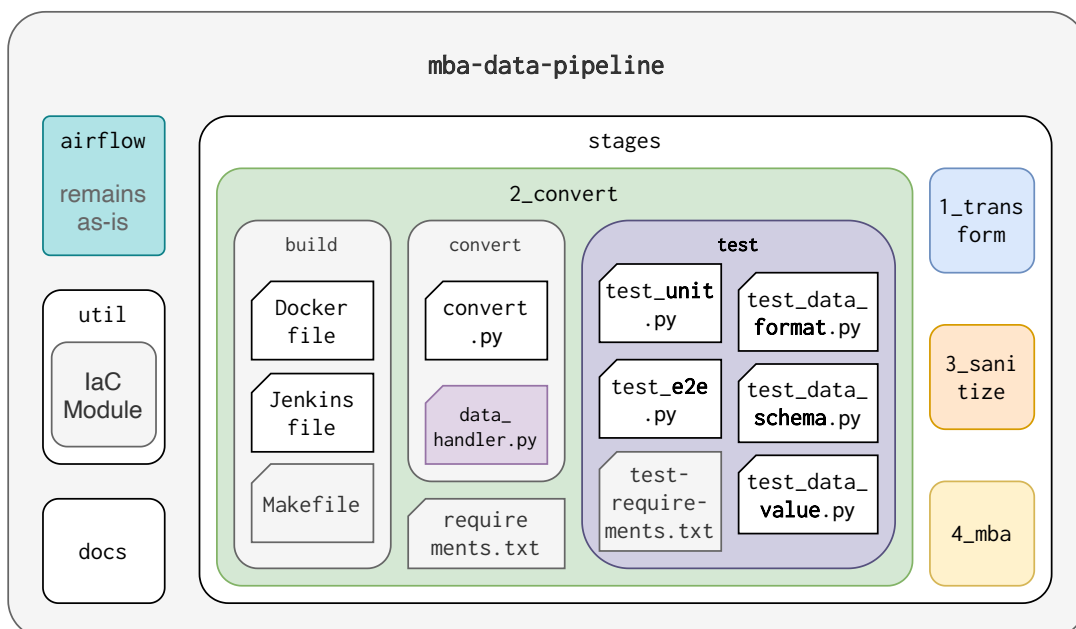 mba-data-pipeline
airflow
remains
as-is
util
IaC
Module
docs
stages
2_convert
build
Docker
file
Jenkins
file
Makefile
convert
convert
.py
data_
handler.py
require
ments.txt
test
test_unit
.py
test_e2e
.py
test-
require-
ments.txt
test_data_
format.py
test_data_
schema.py
test_data_
value.py
1_trans
form
3_sani
tize
4_mba